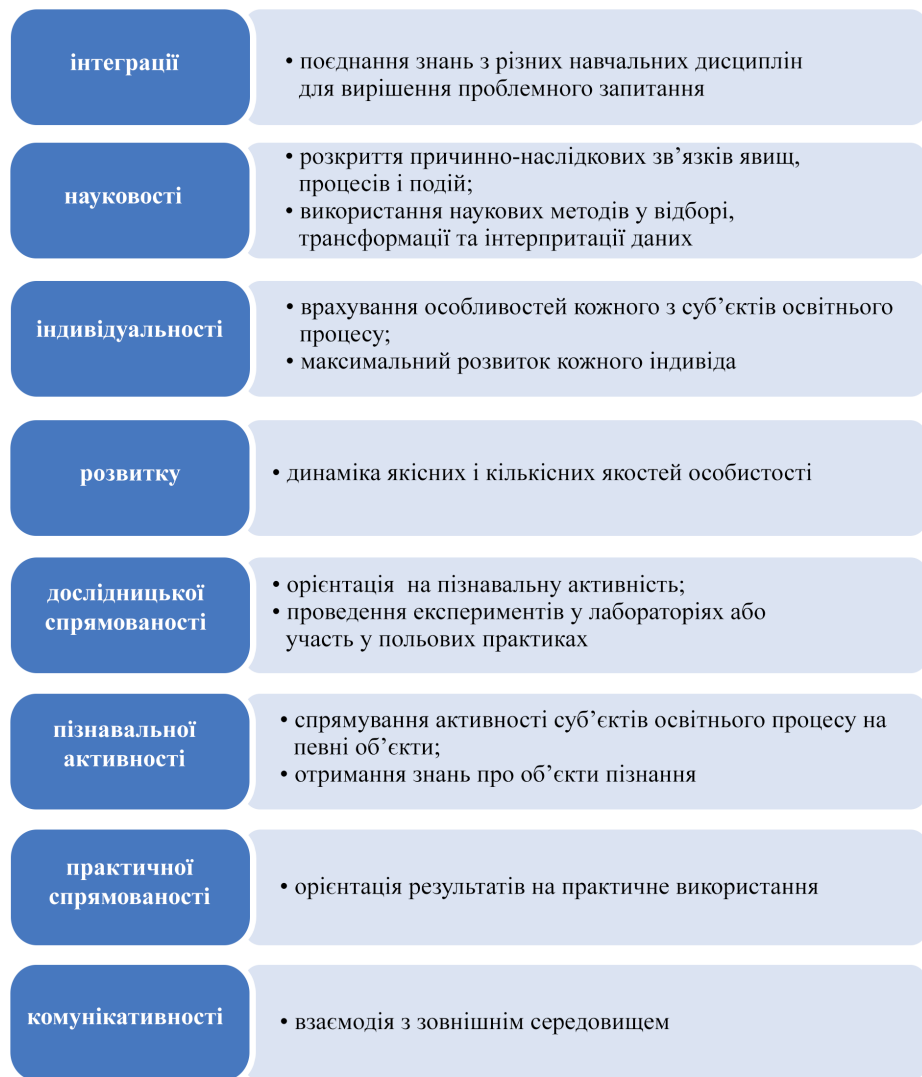 інтеграції
• поєднання знань з різних навчальних дисциплін
для вирішення проблемного запитання
науковості
• розкриття причинно-наслідкових зв’язків явищ,
процесів і подій;
• використання наукових методів у відборі,
трансформації та інтерпритації даних
індивідуальності
• врахування особливостей кожного з суб’єктів освітнього
процесу;
• максимальний розвиток кожного індивіда
розвитку
• динаміка якісних і кількісних якостей особистості
дослідницької
спрямованості
• орієнтація на пізнавальну активність;
• проведення експериментів у лабораторіях або
участь у польових практиках
пізнавальної
активності
• спрямування активності суб’єктів освітнього процесу на
певні об’єкти;
• отримання знань про об’єкти пізнання
практичної
спрямованості
• орієнтація результатів на практичне використання
комунікативності
• взаємодія з зовнішнім середовищем